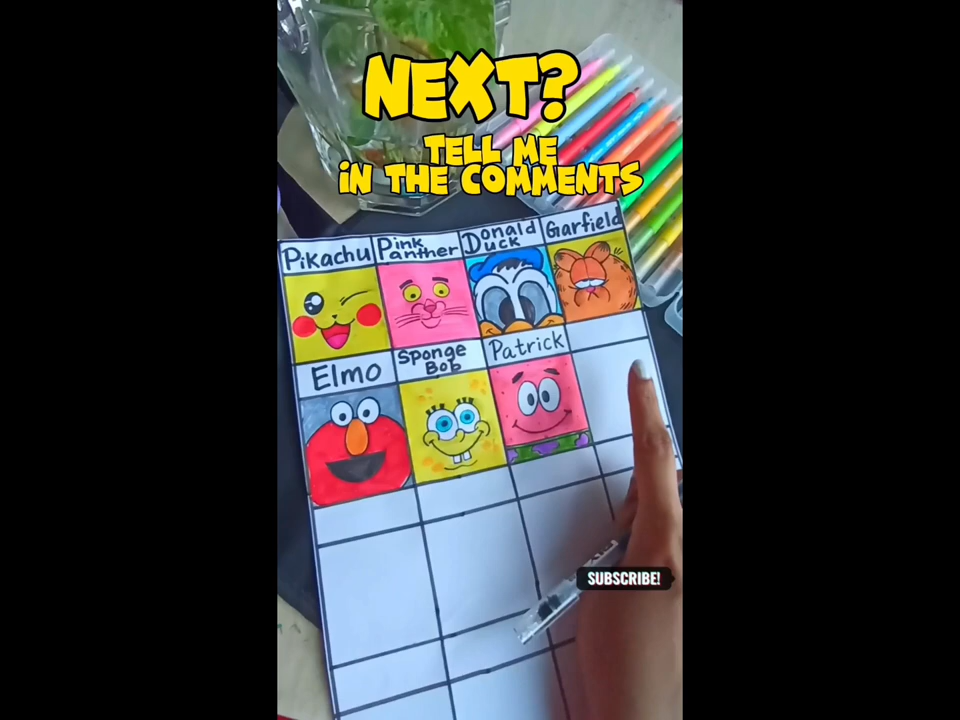 NEXT?
TELL ME
IN THE COMMENTS
Pikachu
Pink
Panther
Donald
Duck
Garfield
Elmo
Sponge
Bob
Patrick
SUBSCRIBE!